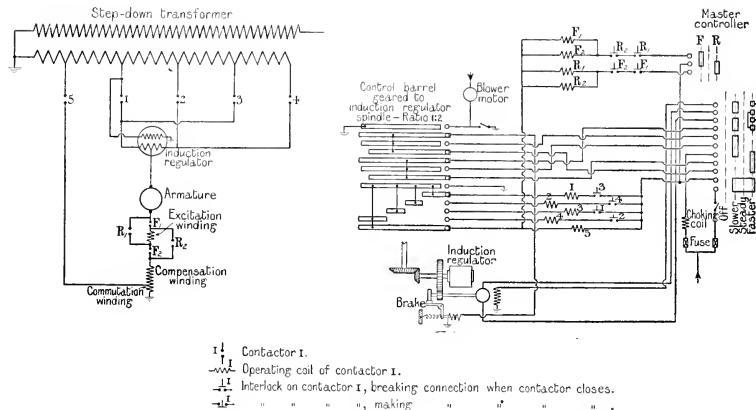 Step-down transformer
5 1 2 3 4
Induction
regulator
Armature
F₁
Excitation
winding
R₁
R₂
F₂
Compensation
winding
Commutation
winding
Control barrel
geared to
induction regulator
spindle – Ratio 1:2
Blower
motor
F₁
F₂ R₂ R₁
R₁ F₂ F₁
R₂
Master
controller
F R
1 3
2 4
3 1
4 2
5
Off
Slower
Steady
Faster
Choking
coil
Fuse
Induction
regulator
Brake
I Contactor I.
I Operating coil of contactor I.
I Interlock on contactor I, breaking connection when contactor closes.
I " " " ", making " " " " .